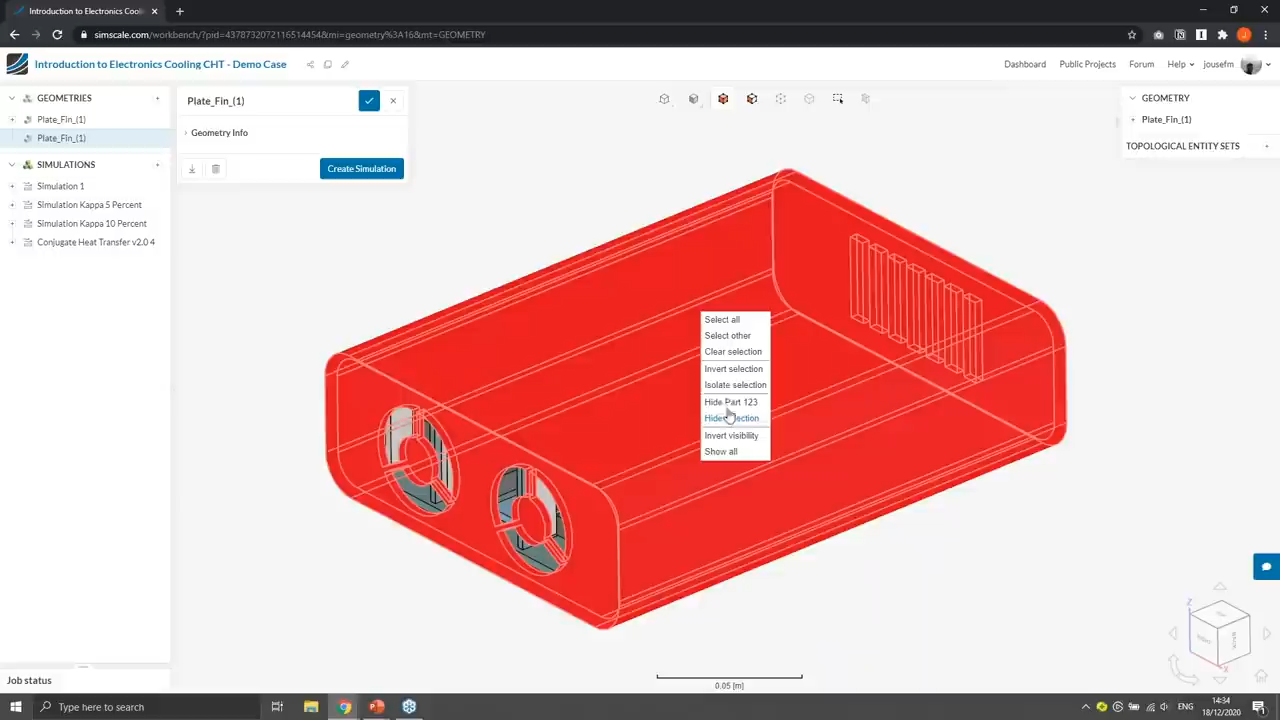 Introduction to Electronics Cooli
simscale.com/workbench/?pid=4378732072116514454&mi=geometry%3A16&mt=GEOMETRY
Introduction to Electronics Cooling CHT - Demo Case
Dashboard
Public Projects
Forum
Help
jousefm
GEOMETRIES
Plate_Fin_(1)
Plate_Fin_(1)
SIMULATIONS
Simulation 1
Simulation Kappa 5 Percent
Simulation Kappa 10 Percent
Conjugate Heat Transfer v2.0 4
Plate_Fin_(1)
Geometry Info
Create Simulation
GEOMETRY
Plate_Fin_(1)
TOPOLOGICAL ENTITY SETS
Select all
Select other
Clear selection
Invert selection
Isolate selection
Hide Part 123
Hide selection
Invert visibility
Show all
Z
X
0.05 [m]
Job status
Type here to search
ENG
14:34
18/12/2020